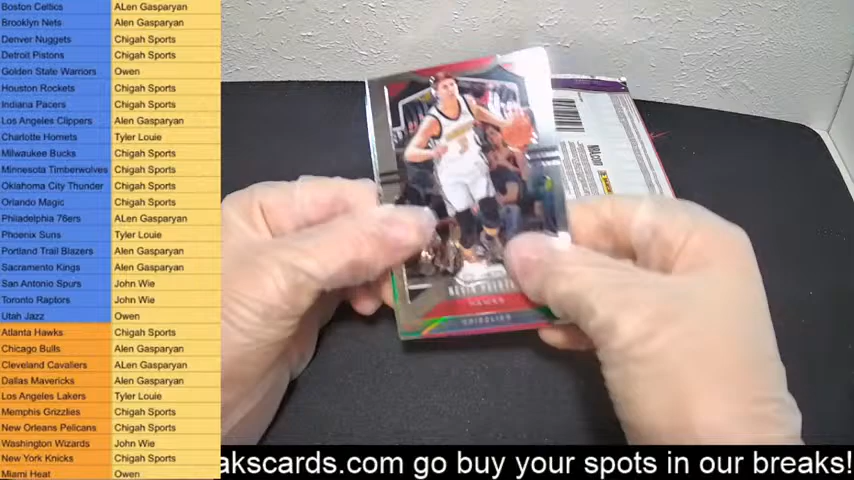 Boston Celtics ALen Gasparyan
Brooklyn Nets Alen Gasparyan
Denver Nuggets Chigah Sports
Detroit Pistons Chigah Sports
Golden State Warriors Owen
Houston Rockets Chigah Sports
Indiana Pacers Chigah Sports
Los Angeles Clippers Alen Gasparyan
Charlotte Hornets Tyler Louie
Milwaukee Bucks Chigah Sports
Minnesota Timberwolves Chigah Sports
Oklahoma City Thunder Chigah Sports
Orlando Magic Chigah Sports
Philadelphia 76ers ALen Gasparyan
Phoenix Suns Tyler Louie
Portland Trail Blazers Alen Gasparyan
Sacramento Kings Alen Gasparyan
San Antonio Spurs John Wie
Toronto Raptors John Wie
Utah Jazz Owen
Atlanta Hawks Chigah Sports
Chicago Bulls Alen Gasparyan
Cleveland Cavaliers ALen Gasparyan
Dallas Mavericks Alen Gasparyan
Los Angeles Lakers Tyler Louie
Memphis Grizzlies Chigah Sports
New Orleans Pelicans Chigah Sports
Washington Wizards John Wie
New York Knicks Chigah Sports
Miami Heat Owen
HAWKS
GRIZZLIES
akscards.com go buy your spots in our breaks!